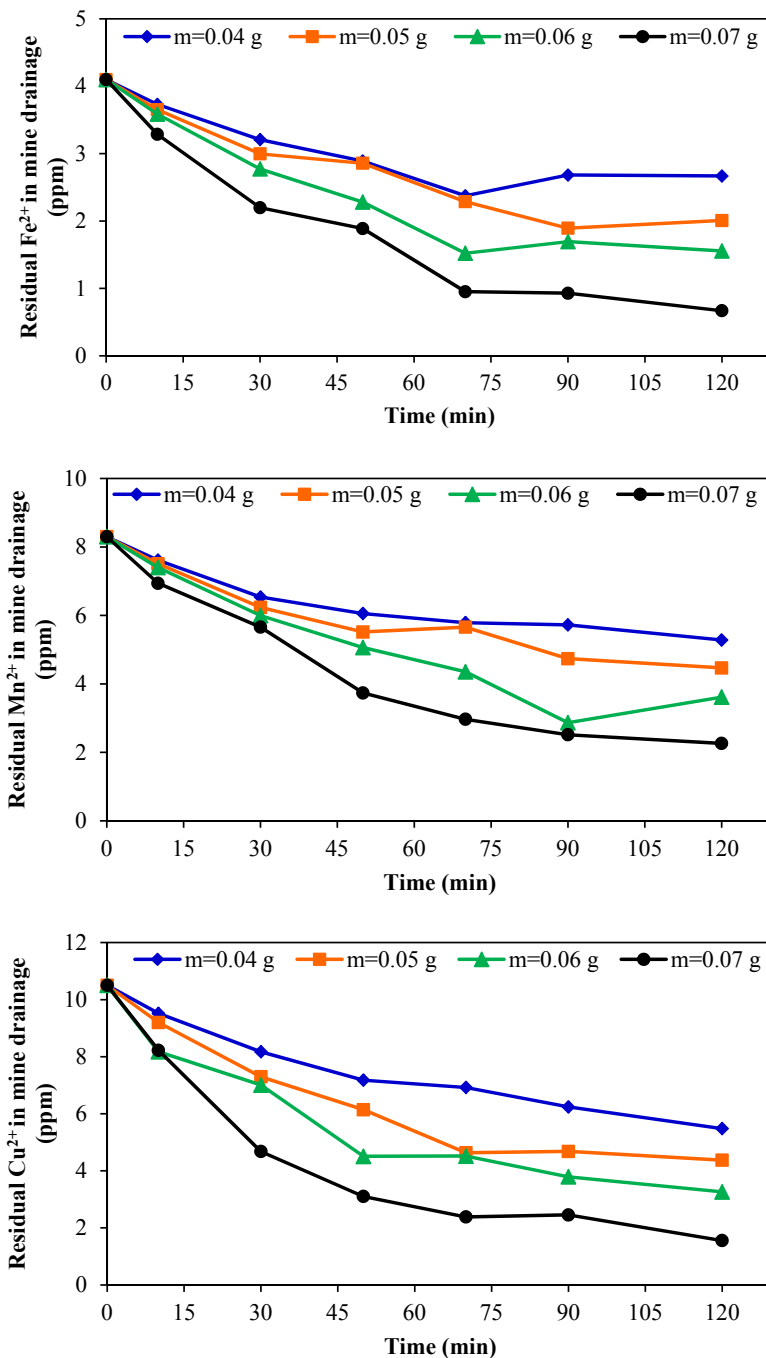 5
m=0.04 g m=0.05 g m=0.06 g m=0.07 g
4
3
2
1
0
0 15 30 45 60 75 90 105 120
Time (min)
Residual Fe²⁺ in mine drainage
(ppm)
10
m=0.04 g m=0.05 g m=0.06 g m=0.07 g
8
6
4
2
0
0 15 30 45 60 75 90 105 120
Time (min)
Residual Mn²⁺ in mine drainage
(ppm)
12
m=0.04 g m=0.05 g m=0.06 g m=0.07 g
10
8
6
4
2
0
0 15 30 45 60 75 90 105 120
Time (min)
Residual Cu²⁺ in mine drainage
(ppm)